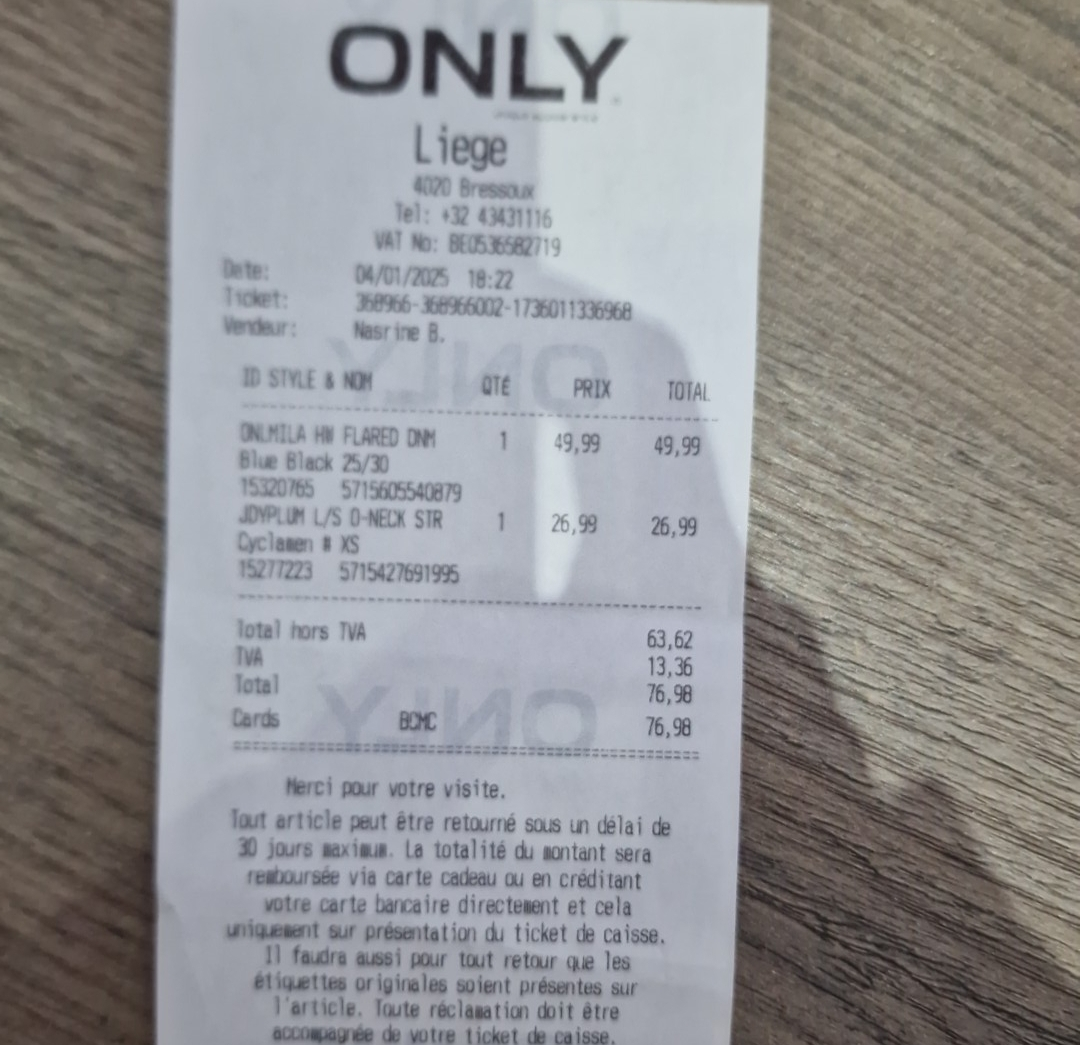 ONLY
Liege
4020 Bressoux
Tel: +32 43431116
VAT No: BE0536582719
Date: 04/01/2025 18:22
Ticket: 368966-368966002-1736011336968
Vendeur: Nasrine B.
ID STYLE & NOM QTÉ PRIX TOTAL
ONLMILA HW FLARED DNM 1 49,99 49,99
Blue Black 25/30
15320765 5715605540879
JDYPLUM L/S O-NECK STR 1 26,99 26,99
Cyclamen # XS
15277223 5715427691995
Total hors TVA 63,62
TVA 13,36
Total 76,98
Cards BCMC 76,98
Merci pour votre visite.
Tout article peut être retourné sous un délai de
30 jours maximum. La totalité du montant sera
remboursée via carte cadeau ou en créditant
votre carte bancaire directement et cela
uniquement sur présentation du ticket de caisse.
Il faudra aussi pour tout retour que les
étiquettes originales soient présentes sur
l'article. Toute réclamation doit être
accompagnée de votre ticket de caisse.